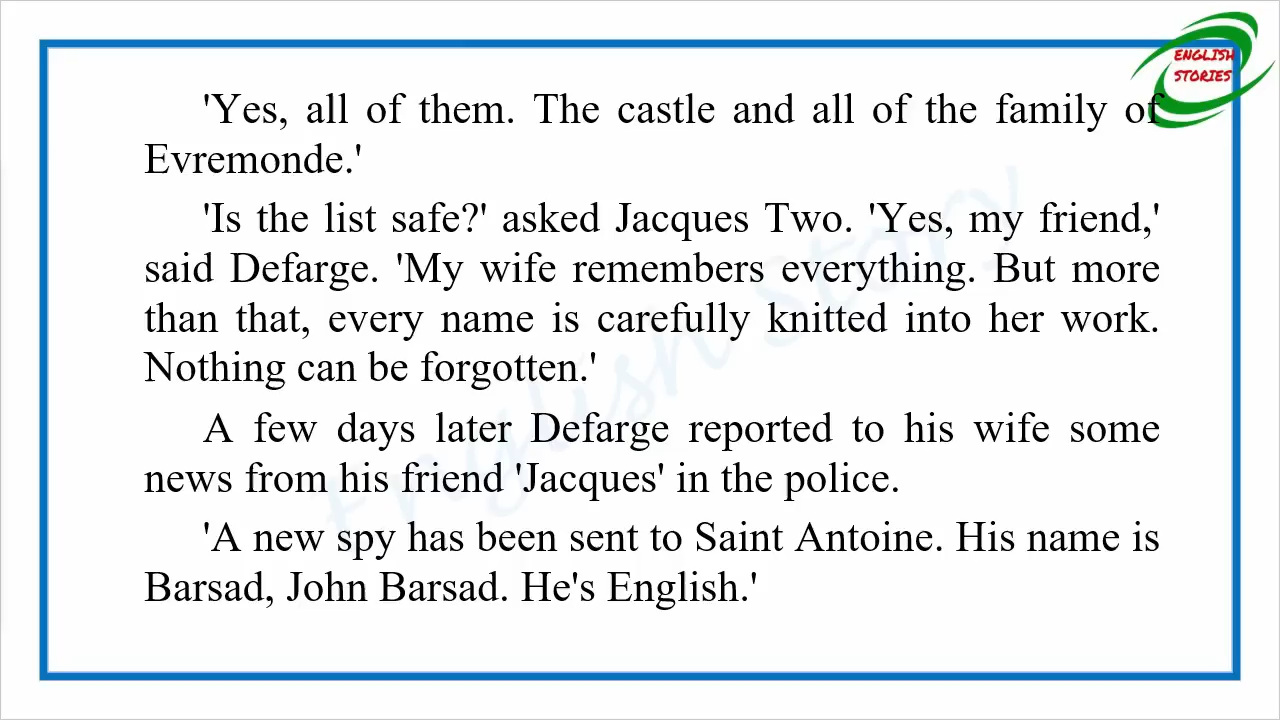 ENGLISH
STORIES
'Yes, all of them. The castle and all of the family of
Evremonde.'
'Is the list safe?' asked Jacques Two. 'Yes, my friend,'
said Defarge. 'My wife remembers everything. But more
than that, every name is carefully knitted into her work.
Nothing can be forgotten.'
A few days later Defarge reported to his wife some
news from his friend 'Jacques' in the police.
'A new spy has been sent to Saint Antoine. His name is
Barsad, John Barsad. He's English.'
English Story